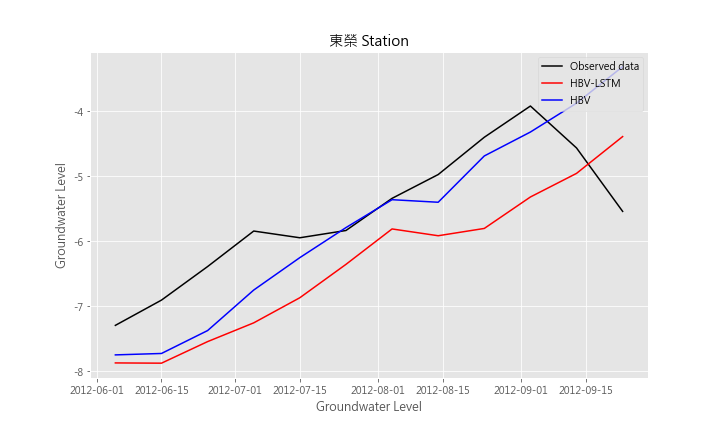 東榮 Station
Observed data
HBV-LSTM
HBV
Groundwater Level
-4
-5
-6
-7
-8
2012-06-01 2012-06-15 2012-07-01 2012-07-15 2012-08-01 2012-08-15 2012-09-01 2012-09-15
Groundwater Level